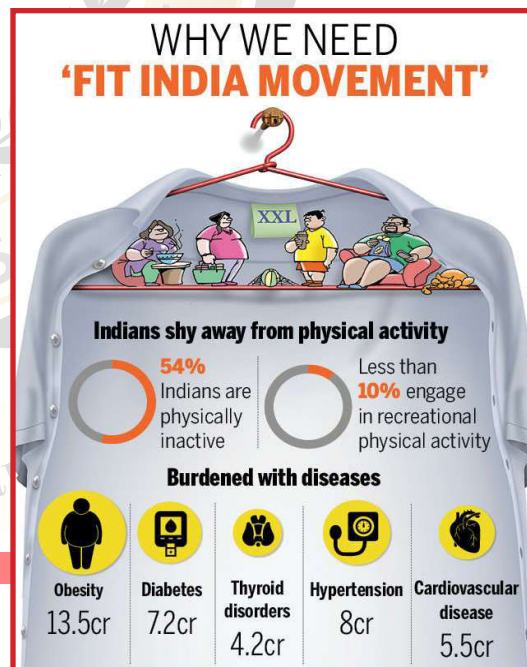 WHY WE NEED
‘FIT INDIA MOVEMENT’
XXL
Indians shy away from physical activity
54%
Indians are
physically
inactive
Less than
10% engage
in recreational
physical activity
Burdened with diseases
Obesity
13.5cr
Diabetes
7.2cr
Thyroid
disorders
4.2cr
Hypertension
8cr
Cardiovascular
disease
5.5cr